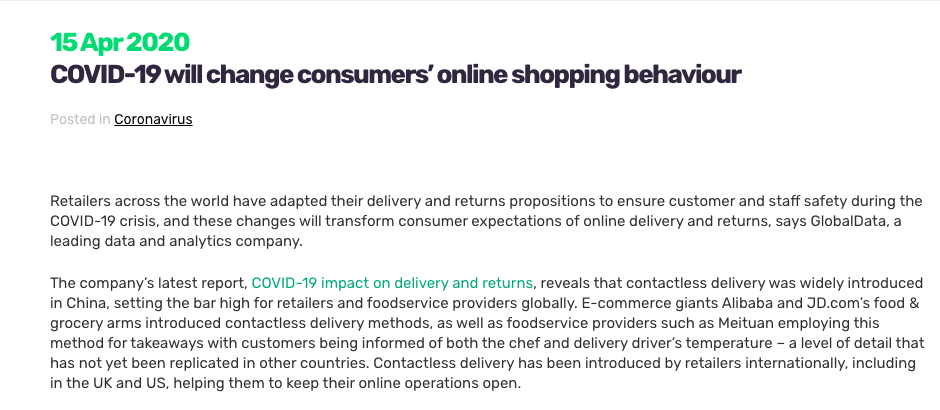 15 Apr 2020
COVID-19 will change consumers’ online shopping behaviour
Posted in Coronavirus
Retailers across the world have adapted their delivery and returns propositions to ensure customer and staff safety during the
COVID-19 crisis, and these changes will transform consumer expectations of online delivery and returns, says GlobalData, a
leading data and analytics company.
The company’s latest report, COVID-19 impact on delivery and returns, reveals that contactless delivery was widely introduced
in China, setting the bar high for retailers and foodservice providers globally. E-commerce giants Alibaba and JD.com’s food &
grocery arms introduced contactless delivery methods, as well as foodservice providers such as Meituan employing this
method for takeaways with customers being informed of both the chef and delivery driver’s temperature – a level of detail that
has not yet been replicated in other countries. Contactless delivery has been introduced by retailers internationally, including
in the UK and US, helping them to keep their online operations open.